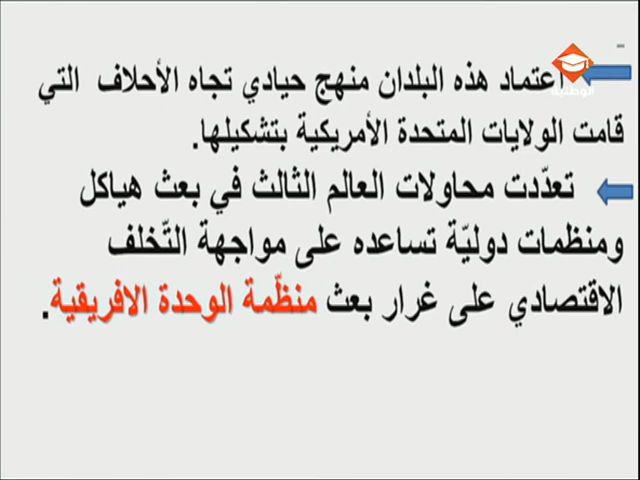 اعتماد هذه البلدان منهج حيادي تجاه الأحلاف التي
قامت الولايات المتحدة الأمريكية بتشكيلها.
تعدّدت محاولات العالم الثالث في بعث هياكل
ومنظمات دوليّة تساعده على مواجهة التّخلف
الاقتصادي على غرار بعث منظّمة الوحدة الافريقية.
الوطنية